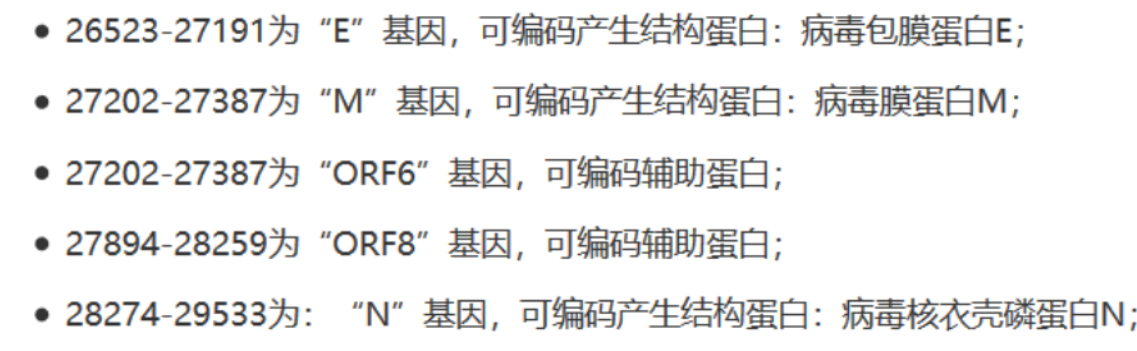 • 26523-27191为“E”基因，可编码产生结构蛋白：病毒包膜蛋白E；
• 27202-27387为“M”基因，可编码产生结构蛋白：病毒膜蛋白M；
• 27202-27387为“ORF6”基因，可编码辅助蛋白；
• 27894-28259为“ORF8”基因，可编码辅助蛋白；
• 28274-29533为：“N”基因，可编码产生结构蛋白：病毒核衣壳磷蛋白N；